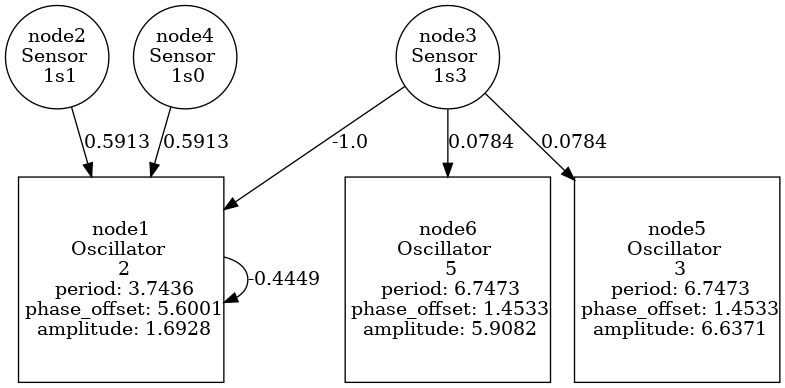 node2
Sensor
1s1
node4
Sensor
1s0
node3
Sensor
1s3
0.5913
0.5913
-1.0
0.0784
0.0784
node1
Oscillator
2
period: 3.7436
phase_offset: 5.6001
amplitude: 1.6928
-0.4449
node6
Oscillator
5
period: 6.7473
phase_offset: 1.4533
amplitude: 5.9082
node5
Oscillator
3
period: 6.7473
phase_offset: 1.4533
amplitude: 6.6371